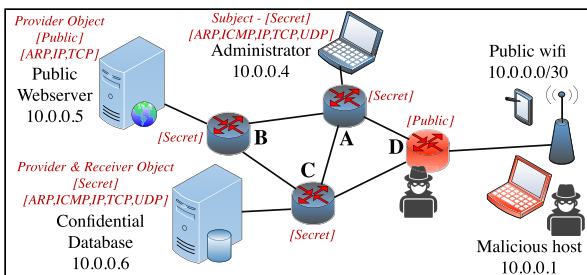 Provider Object
[Public]
[ARP,IP,TCP]
Public
Webserver
10.0.0.5
Subject - [Secret]
[ARP,ICMP,IP,TCP,UDP]
Administrator
10.0.0.4
Public wifi
10.0.0.0/30
[Secret]
B
[Secret]
A
[Public]
D
Provider & Receiver Object
[Secret]
[ARP,ICMP,IP,TCP,UDP]
Confidential
Database
10.0.0.6
C
[Secret]
Malicious host
10.0.0.1